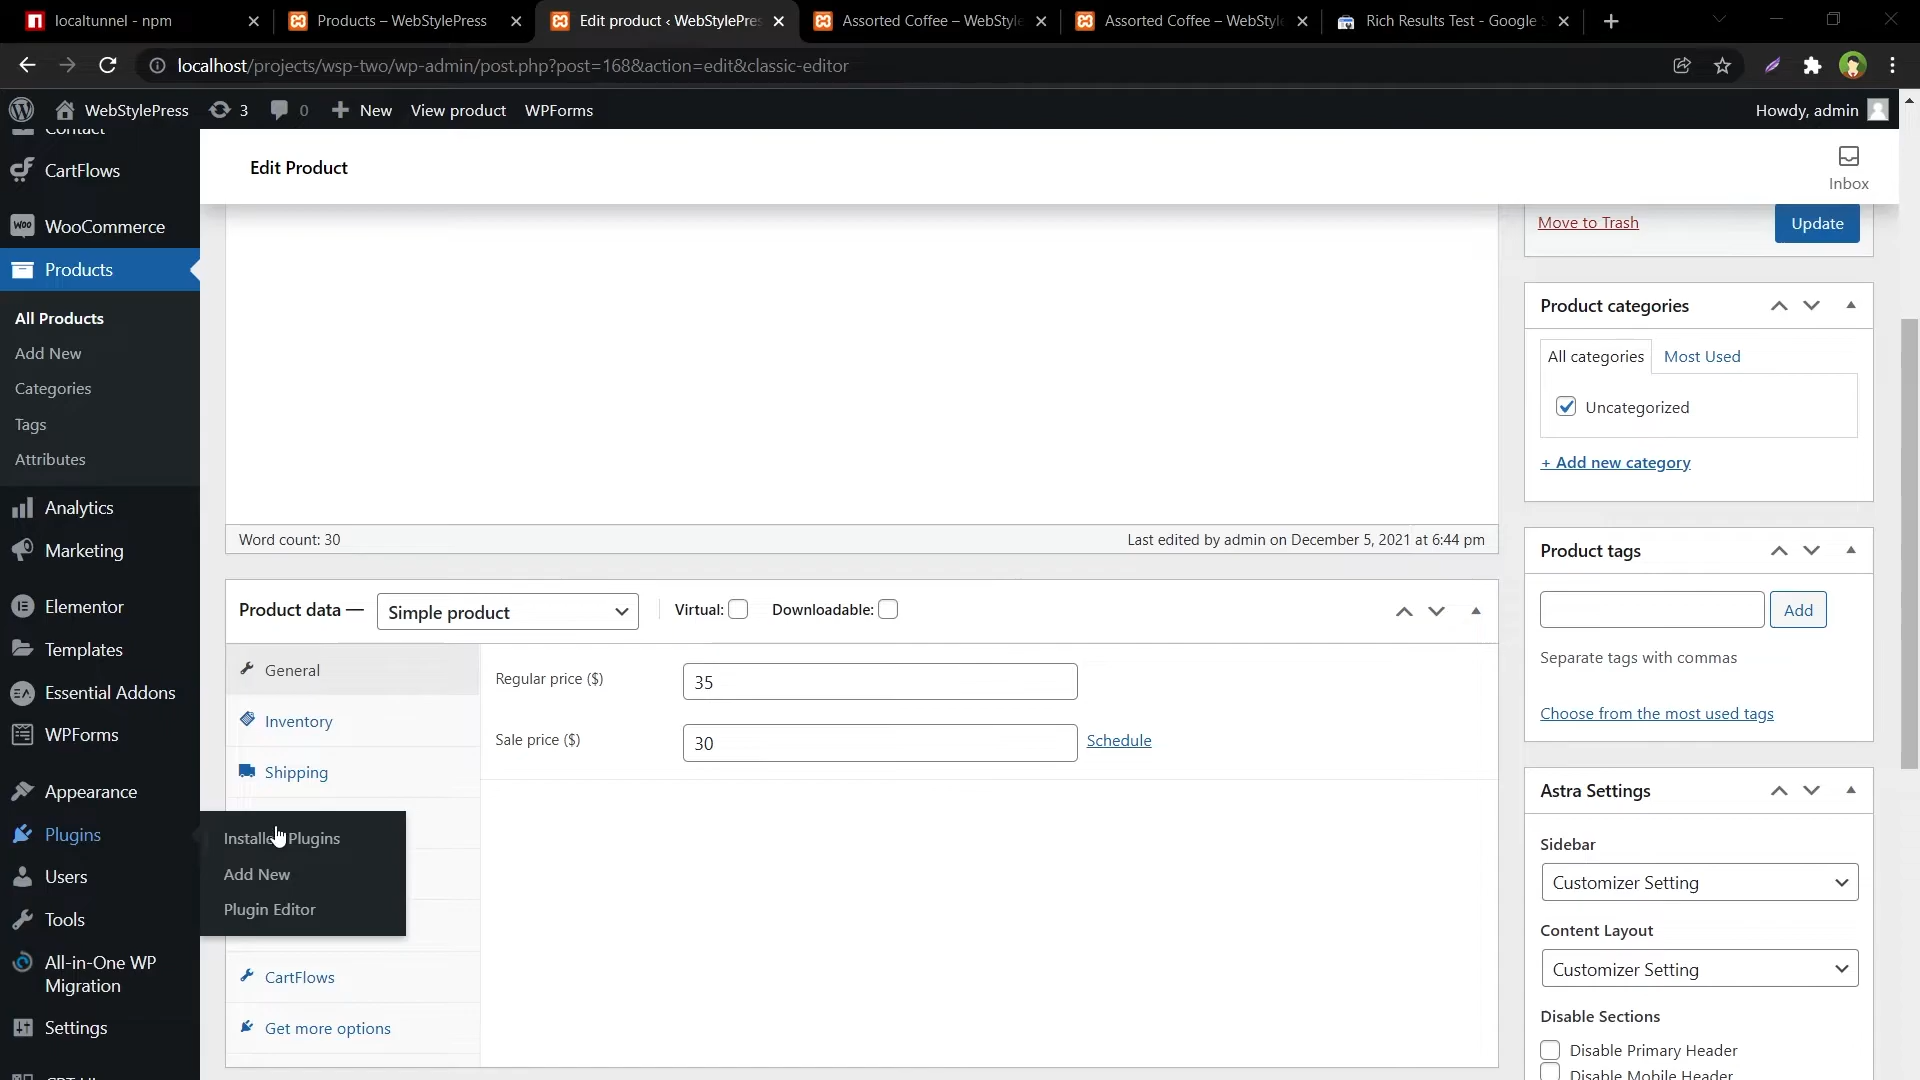 localtunnel - npm
Products – WebStylePress
Edit product ‹ WebStylePres
Assorted Coffee – WebStyle
Assorted Coffee – WebStyle
Rich Results Test - Google
localhost/projects/wsp-two/wp-admin/post.php?post=168&action=edit&classic-editor
WebStylePress
3
0
New
View product
WPForms
Howdy, admin
Contact
CartFlows
WooCommerce
Products
All Products
Add New
Categories
Tags
Attributes
Analytics
Marketing
Elementor
Templates
Essential Addons
WPForms
Appearance
Plugins
Users
Tools
All-in-One WP
Migration
Settings
Edit Product
Inbox
Move to Trash
Update
Product categories
All categories
Most Used
Uncategorized
+ Add new category
Word count: 30
Last edited by admin on December 5, 2021 at 6:44 pm
Product tags
Add
Separate tags with commas
Choose from the most used tags
Product data —
Simple product
Virtual:
Downloadable:
General
Inventory
Shipping
CartFlows
Get more options
Regular price ($)
35
Sale price ($)
30
Schedule
Installed Plugins
Add New
Plugin Editor
Astra Settings
Sidebar
Customizer Setting
Content Layout
Customizer Setting
Disable Sections
Disable Primary Header
Disable Mobile Header